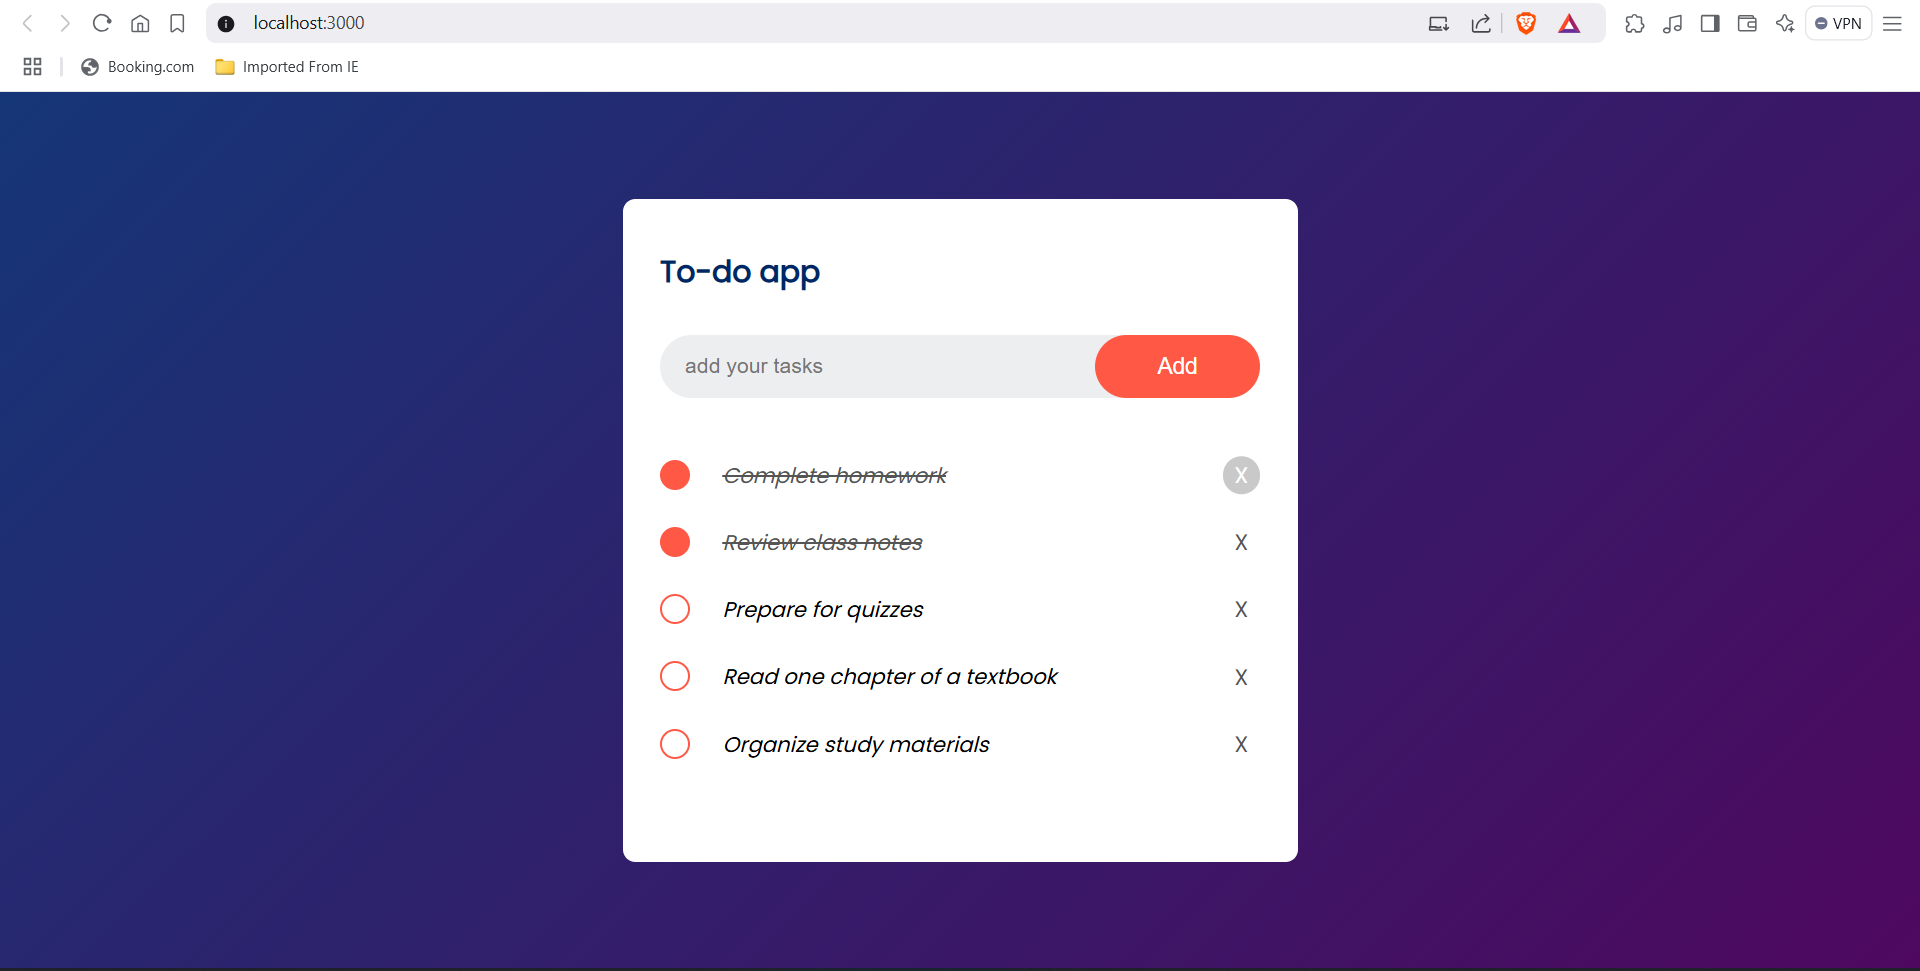 localhost:3000
VPN
Booking.com Imported From IE
To-do app
add your tasks Add
Complete homework X
Review class notes X
Prepare for quizzes X
Read one chapter of a textbook X
Organize study materials X